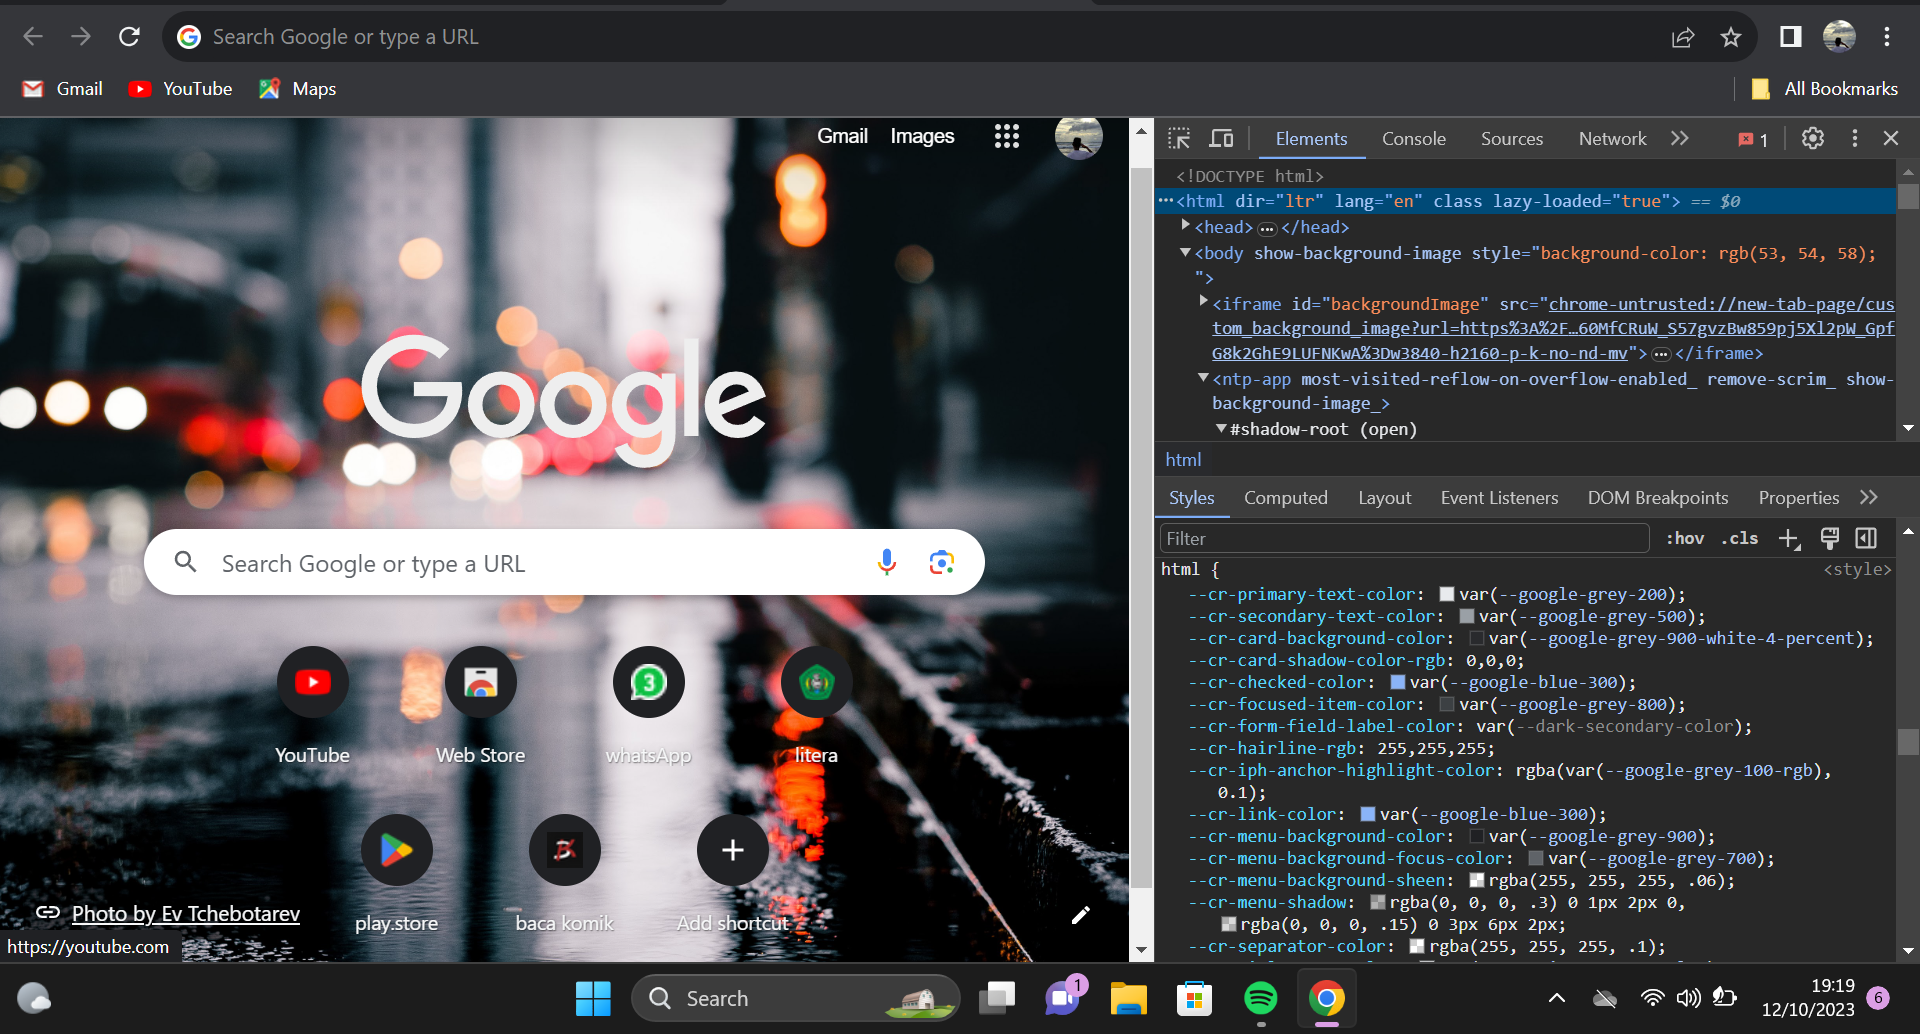 Search Google or type a URL
Gmail YouTube Maps All Bookmarks
Gmail Images
Google
Search Google or type a URL
3
YouTube Web Store whatsApp litera
play.store baca komik Add shortcut
Photo by Ev Tchebotarev
https://youtube.com
Elements Console Sources Network 1
<!DOCTYPE html>
<html dir="ltr" lang="en" class lazy-loaded="true"> == $0
<head> </head>
<body show-background-image style="background-color: rgb(53, 54, 58);
">
<iframe id="backgroundImage" src="chrome-untrusted://new-tab-page/cus
tom_background_image?url=https%3A%2F…60MfCRuW_S57gvzBw859pj5Xl2pW_Gpf
G8k2GhE9LUFNKwA%3Dw3840-h2160-p-k-no-nd-mv"> </iframe>
<ntp-app most-visited-reflow-on-overflow-enabled_ remove-scrim_ show-
background-image_>
#shadow-root (open)
html
Styles Computed Layout Event Listeners DOM Breakpoints Properties
Filter :hov .cls
html { <style>
--cr-primary-text-color: var(--google-grey-200);
--cr-secondary-text-color: var(--google-grey-500);
--cr-card-background-color: var(--google-grey-900-white-4-percent);
--cr-card-shadow-color-rgb: 0,0,0;
--cr-checked-color: var(--google-blue-300);
--cr-focused-item-color: var(--google-grey-800);
--cr-form-field-label-color: var(--dark-secondary-color);
--cr-hairline-rgb: 255,255,255;
--cr-iph-anchor-highlight-color: rgba(var(--google-grey-100-rgb),
0.1);
--cr-link-color: var(--google-blue-300);
--cr-menu-background-color: var(--google-grey-900);
--cr-menu-background-focus-color: var(--google-grey-700);
--cr-menu-background-sheen: rgba(255, 255, 255, .06);
--cr-menu-shadow: rgba(0, 0, 0, .3) 0 1px 2px 0,
rgba(0, 0, 0, .15) 0 3px 6px 2px;
--cr-separator-color: rgba(255, 255, 255, .1);
Search 1 19:19
12/10/2023 6